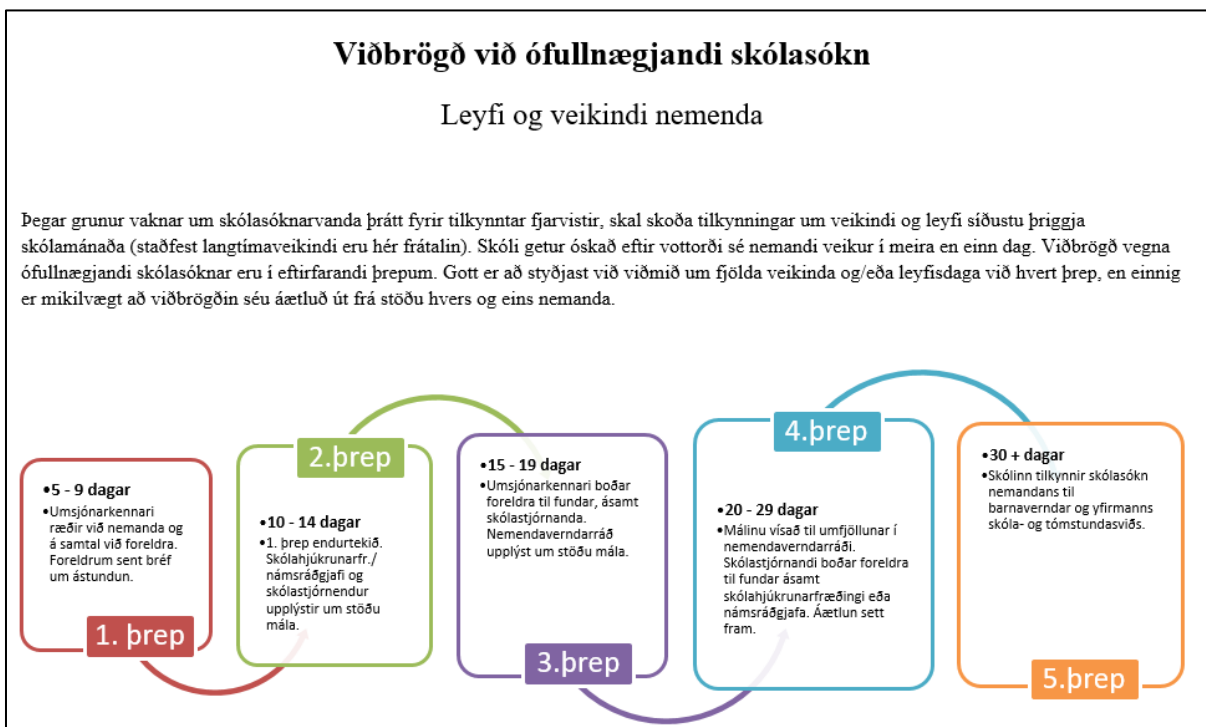 Viðbrögð við ófullnægjandi skólasókn
Leyfi og veikindi nemenda
Þegar grunur vaknar um skólasóknarvanda þrátt fyrir tilkynntar fjarvistir, skal skoða tilkynningar um veikindi og leyfi síðustu þriggja
skólamánaða (staðfest langtímaveikindi eru hér frátalin). Skóli getur óskað eftir vottorði sé nemandi veikur í meira en einn dag. Viðbrögð vegna
ófullnægjandi skólasóknar eru í eftirfarandi þrepum. Gott er að styðjast við viðmið um fjölda veikinda og/eða leyfisdaga við hvert þrep, en einnig
er mikilvægt að viðbrögðin séu áætluð út frá stöðu hvers og eins nemanda.
•5 - 9 dagar
•Umsjónarkennari
ræðir við nemanda og
á samtal við foreldra.
Foreldrum sent bréf
um ástundun.
1. þrep
2.þrep
•10 - 14 dagar
•1. þrep endurtekið.
Skólahjúkrunarfr./
námsráðgjafi og
skólastjórnendur
upplýstir um stöðu
mála.
•15 - 19 dagar
•Umsjónarkennari boðar
foreldra til fundar, ásamt
skólastjórnanda.
Nemendaverndarráð
upplýst um stöðu mála.
3.þrep
4.þrep
•20 - 29 dagar
•Málinu vísað til umfjöllunar í
nemendaverndarráði.
Skólastjórnandi boðar foreldra
til fundar ásamt
skólahjúkrunarfræðingi eða
námsráðgjafa. Áætlun sett
fram.
•30 + dagar
•Skólinn tilkynnir skólasókn
nemandans til
barnaverndar og yfirmanns
skóla- og tómstundasviðs.
5.þrep